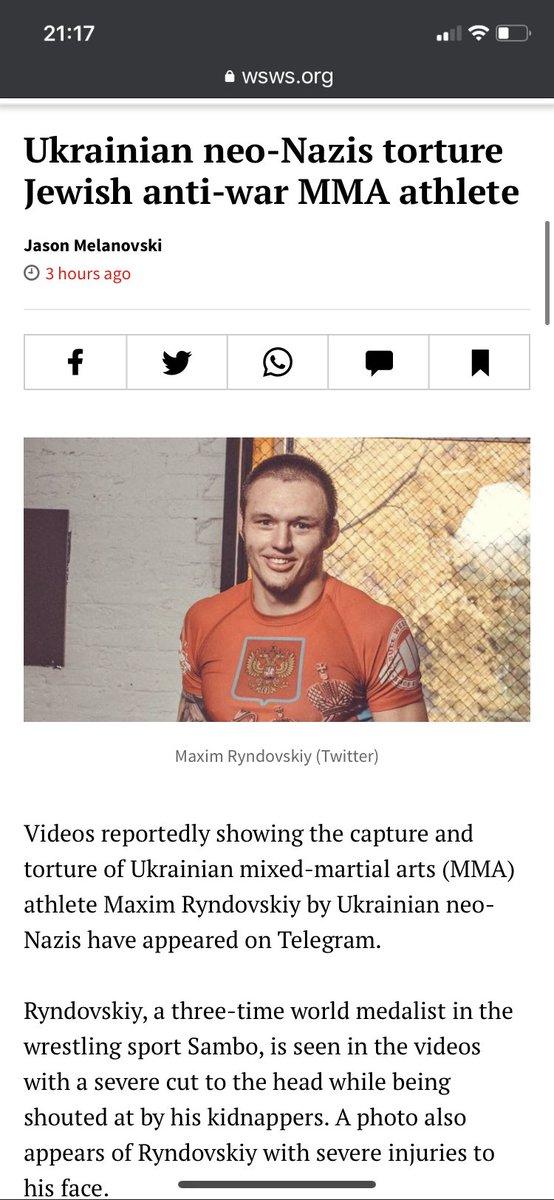 21:17
wsws.org
Ukrainian neo-Nazis torture
Jewish anti-war MMA athlete
Jason Melanovski
3 hours ago
Maxim Ryndovskiy (Twitter)
Videos reportedly showing the capture and
torture of Ukrainian mixed-martial arts (MMA)
athlete Maxim Ryndovskiy by Ukrainian neo-
Nazis have appeared on Telegram.
Ryndovskiy, a three-time world medalist in the
wrestling sport Sambo, is seen in the videos
with a severe cut to the head while being
shouted at by his kidnappers. A photo also
appears of Ryndovskiy with severe injuries to
his face.